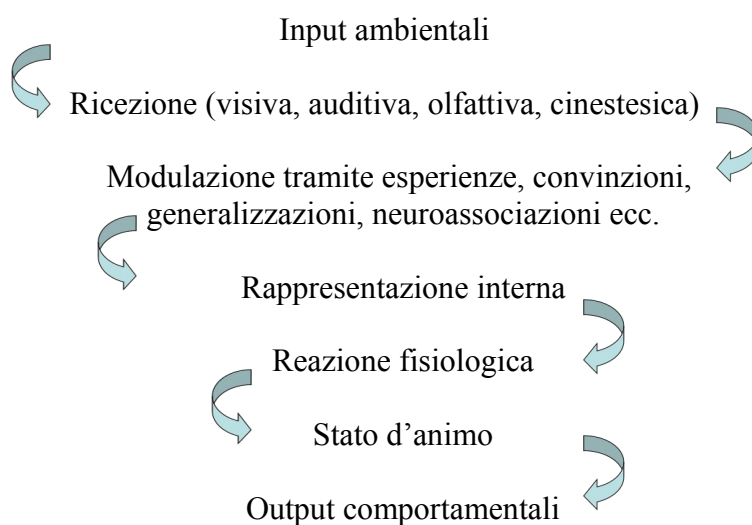 Input ambientali
Ricezione (visiva, auditiva, olfattiva, cinestesica)
Modulazione tramite esperienze, convinzioni,
generalizzazioni, neuroassociazioni ecc.
Rappresentazione interna
Reazione fisiologica
Stato d’animo
Output comportamentali